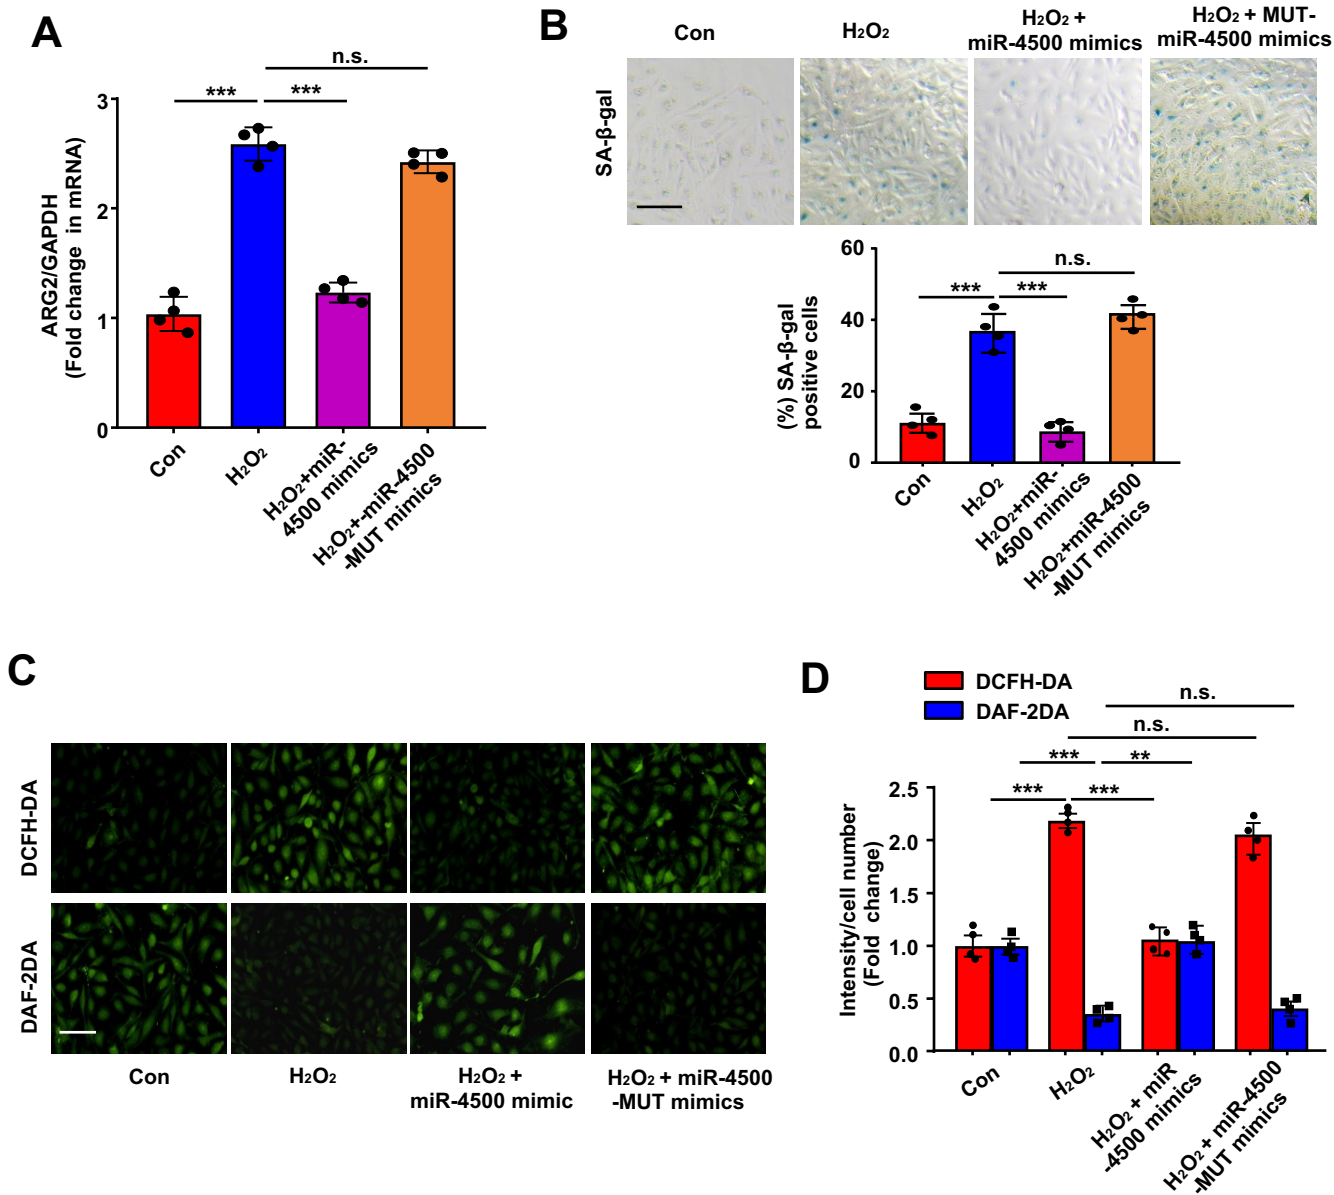 A
n.s.
***
***
3
2
1
0
ARG2/GAPDH
(Fold change in mRNA)
Con
H₂O₂
H₂O₂+miR-
4500 mimics
H₂O₂+-miR-4500
-MUT mimics
B
Con
H₂O₂
H₂O₂ +
miR-4500 mimics
H₂O₂ + MUT-
miR-4500 mimics
SA-β-gal
60
40
20
0
(%) SA-β-gal
positive cells
n.s.
***
***
Con
H₂O₂
H₂O₂+miR-
4500 mimics
H₂O₂+miR-4500
-MUT mimics
C
DCFH-DA
DAF-2DA
Con
H₂O₂
H₂O₂ +
miR-4500 mimic
H₂O₂ + miR-4500
-MUT mimics
D
DCFH-DA
DAF-2DA
n.s.
n.s.
***
**
***
***
2.5
2.0
1.5
1.0
0.5
0.0
Intensity/cell number
(Fold change)
Con
H₂O₂
H₂O₂ + miR
-4500 mimics
H₂O₂ + miR-4500
-MUT mimics